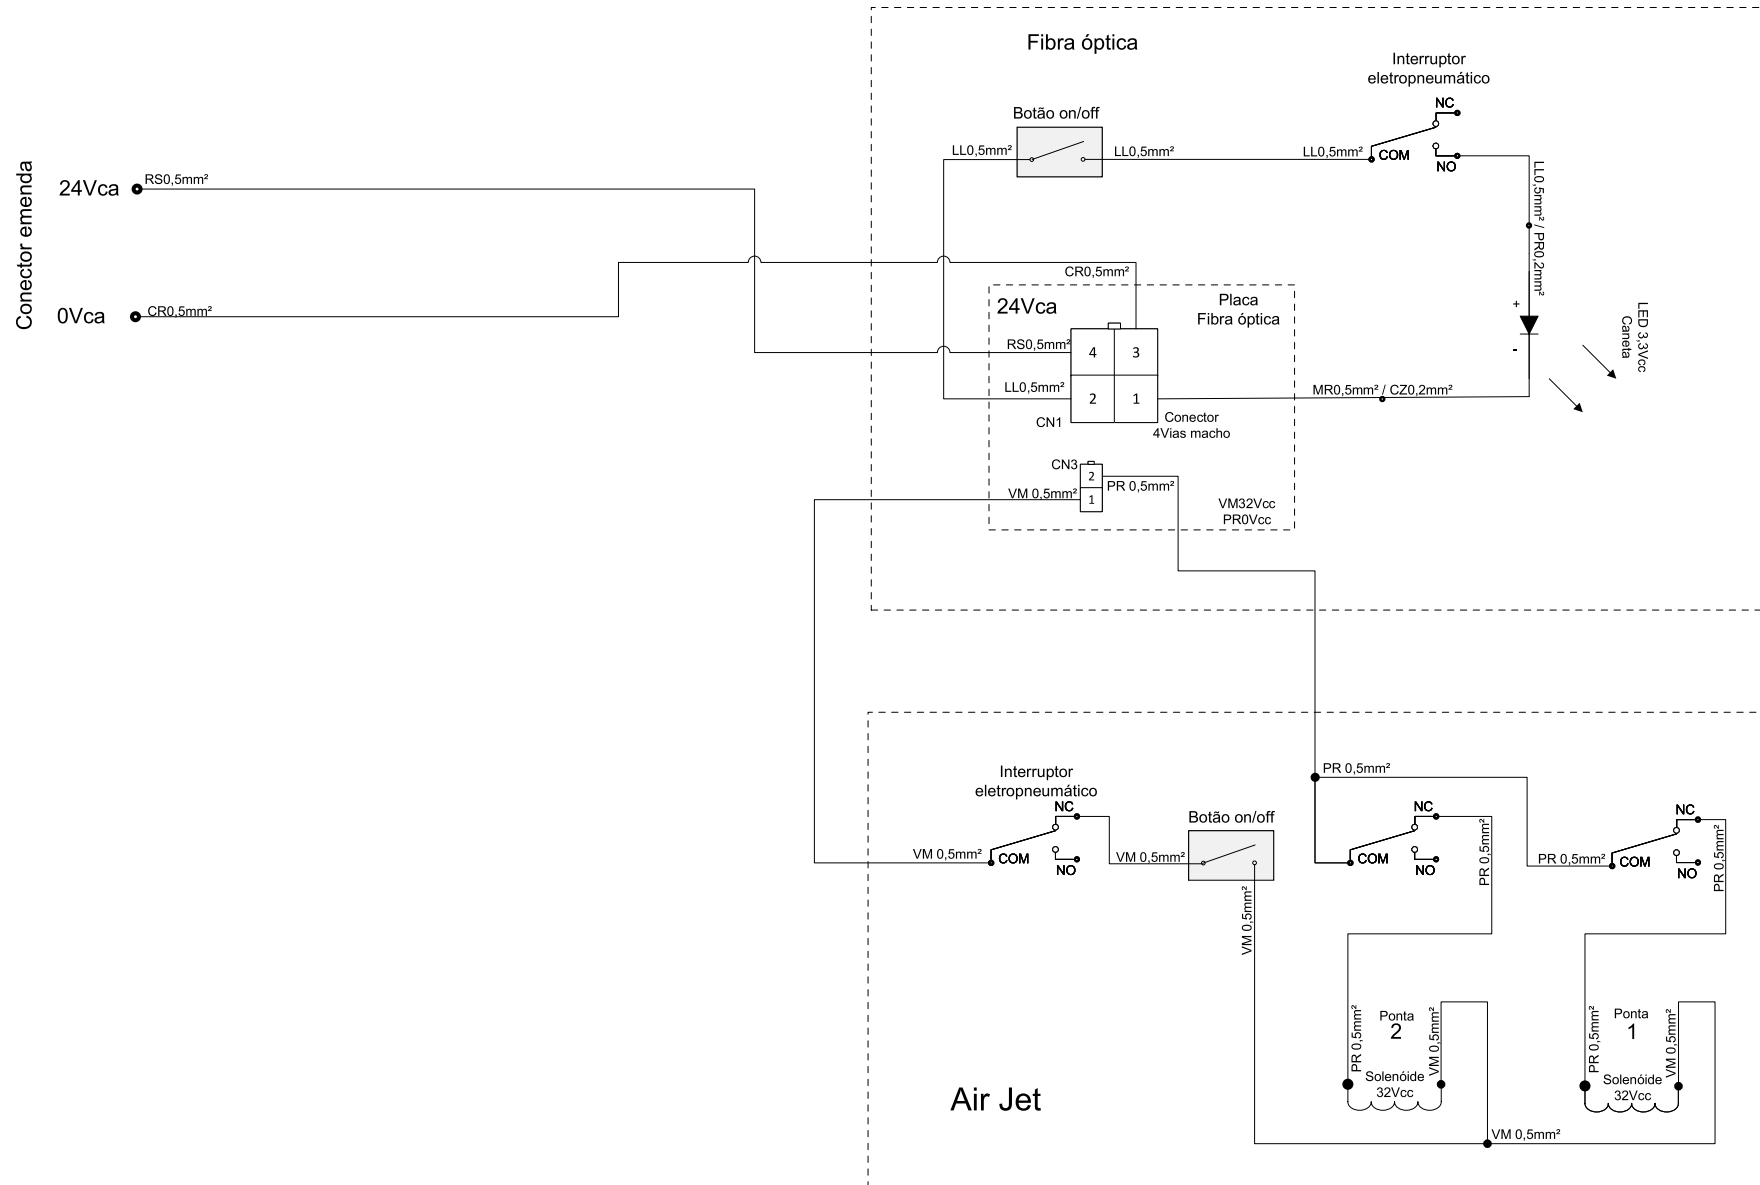 Fibra óptica
Interruptor
eletropneumático
NC
COM
NO
Botão on/off
LL0,5mm²
LL0,5mm²
LL0,5mm²
LL0,5mm² / PR0,2mm²
Conector emenda
24Vca
RS0,5mm²
0Vca
CR0,5mm²
CR0,5mm²
24Vca
Placa
Fibra óptica
RS0,5mm²
4
3
LL0,5mm²
2
1
CN1
Conector
4Vias macho
MR0,5mm² / CZ0,2mm²
+
-
LED 3,3Vcc
Caneta
CN3
2
PR 0,5mm²
VM 0,5mm²
1
VM32Vcc
PR0Vcc
Interruptor
eletropneumático
NC
VM 0,5mm²
COM
NO
VM 0,5mm²
Botão on/off
VM 0,5mm²
PR 0,5mm²
NC
COM
NO
PR 0,5mm²
PR 0,5mm²
NC
COM
NO
PR 0,5mm²
PR 0,5mm²
Ponta
2
VM 0,5mm²
Solenóide
32Vcc
PR 0,5mm²
Ponta
1
VM 0,5mm²
Solenóide
32Vcc
Air Jet
VM 0,5mm²